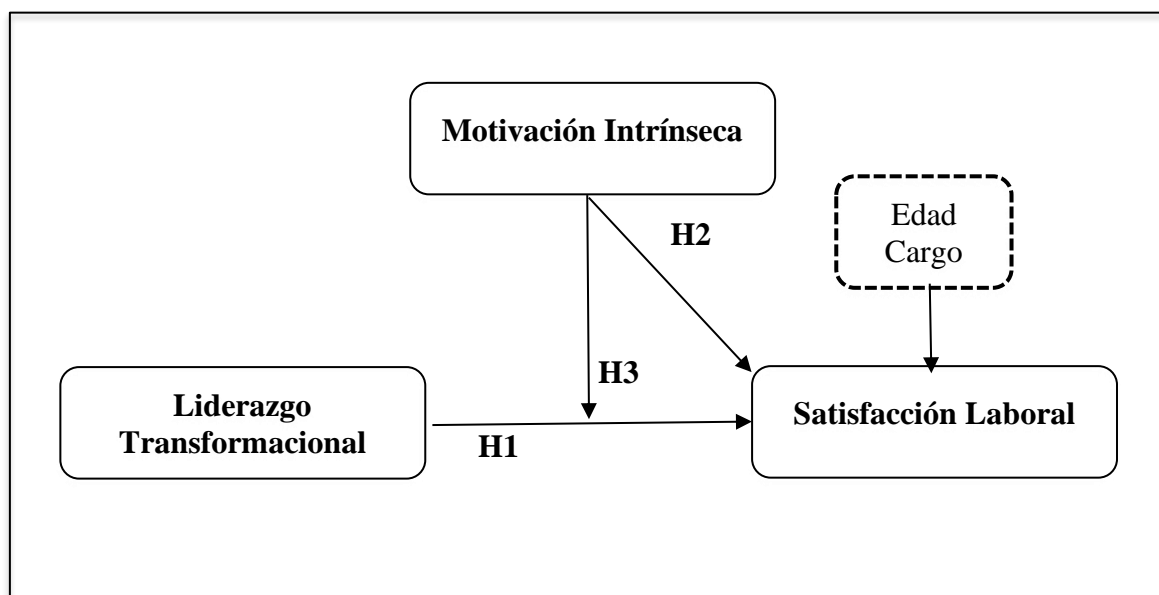 Motivación Intrínseca
Edad
Cargo
H2
H3
Liderazgo
Transformacional
H1
Satisfacción Laboral